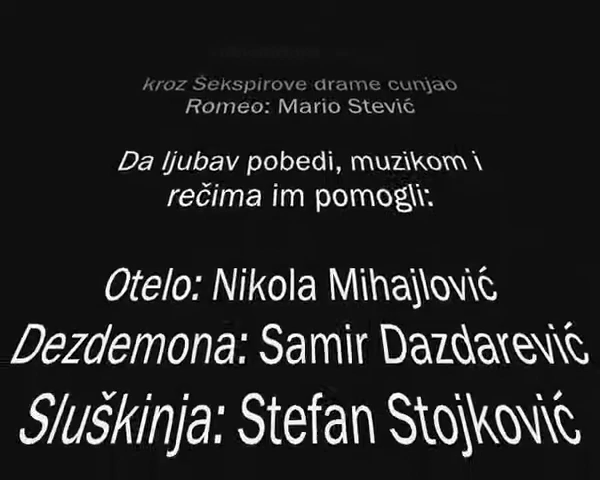 kroz Šekspirove drame cunjao
Romeo: Mario Stević
Da ljubav pobedi, muzikom i
rečima im pomogli:
Otelo: Nikola Mihajlović
Dezdemona: Samir Dazdarević
Sluškinja: Stefan Stojković